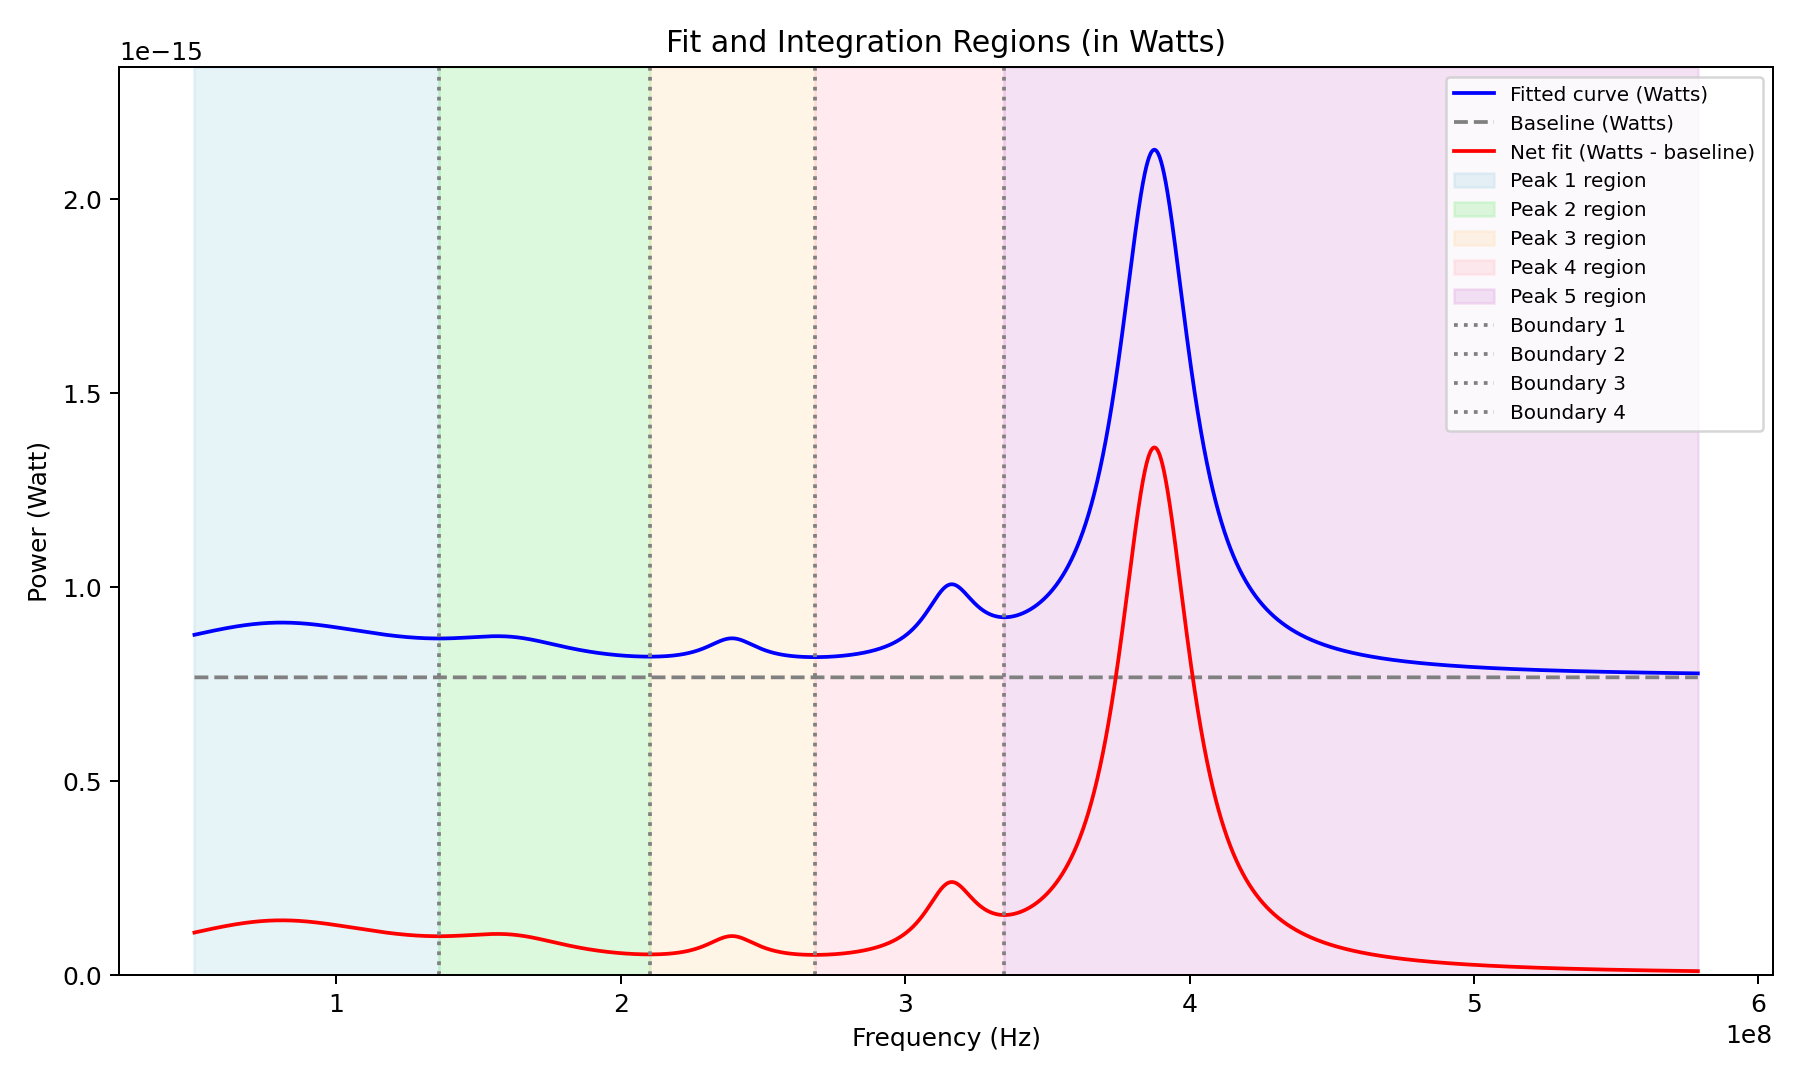 Fit and Integration Regions (in Watts)
1e−15
Fitted curve (Watts)
Baseline (Watts)
Net fit (Watts - baseline)
Peak 1 region
Peak 2 region
Peak 3 region
Peak 4 region
Peak 5 region
Boundary 1
Boundary 2
Boundary 3
Boundary 4
Power (Watt)
2.0
1.5
1.0
0.5
0.0
1 2 3 4 5 6
Frequency (Hz)
1e8